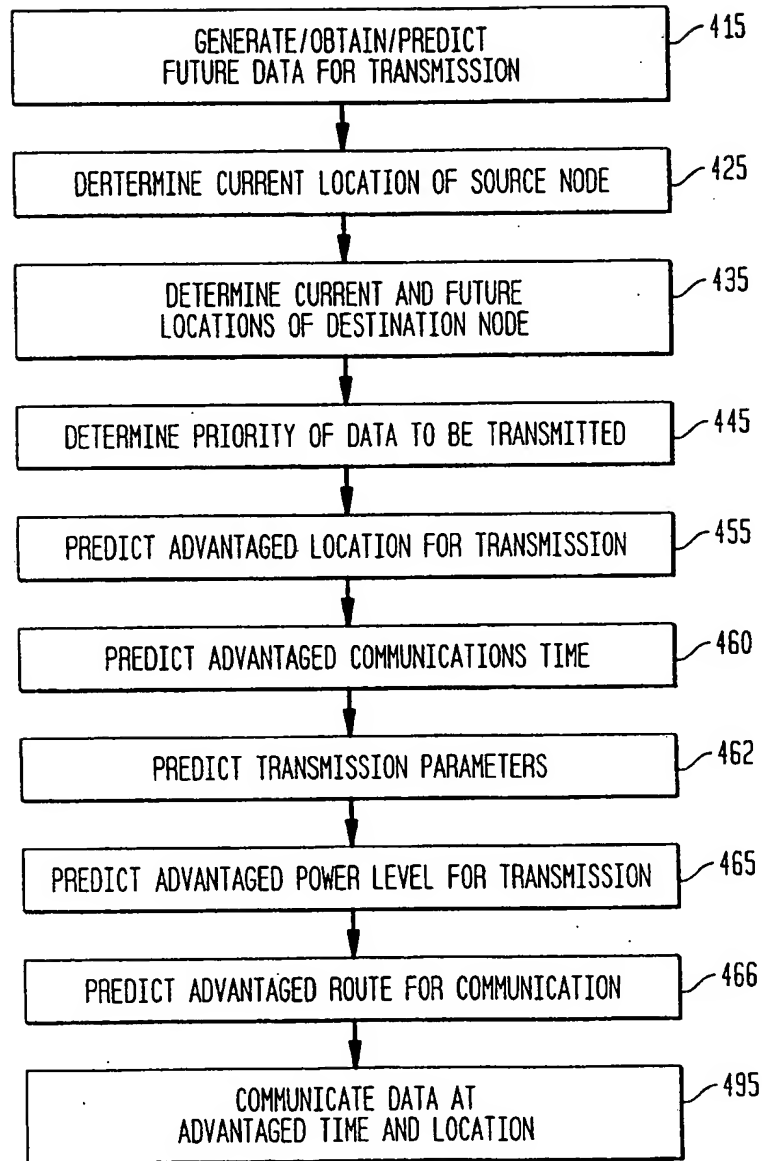 GENERATE/OBTAIN/PREDICT
FUTURE DATA FOR TRANSMISSION
415
DERTERMINE CURRENT LOCATION OF SOURCE NODE
425
DETERMINE CURRENT AND FUTURE
LOCATIONS OF DESTINATION NODE
435
DETERMINE PRIORITY OF DATA TO BE TRANSMITTED
445
PREDICT ADVANTAGED LOCATION FOR TRANSMISSION
455
PREDICT ADVANTAGED COMMUNICATIONS TIME
460
PREDICT TRANSMISSION PARAMETERS
462
PREDICT ADVANTAGED POWER LEVEL FOR TRANSMISSION
465
PREDICT ADVANTAGED ROUTE FOR COMMUNICATION
466
COMMUNICATE DATA AT
ADVANTAGED TIME AND LOCATION
495